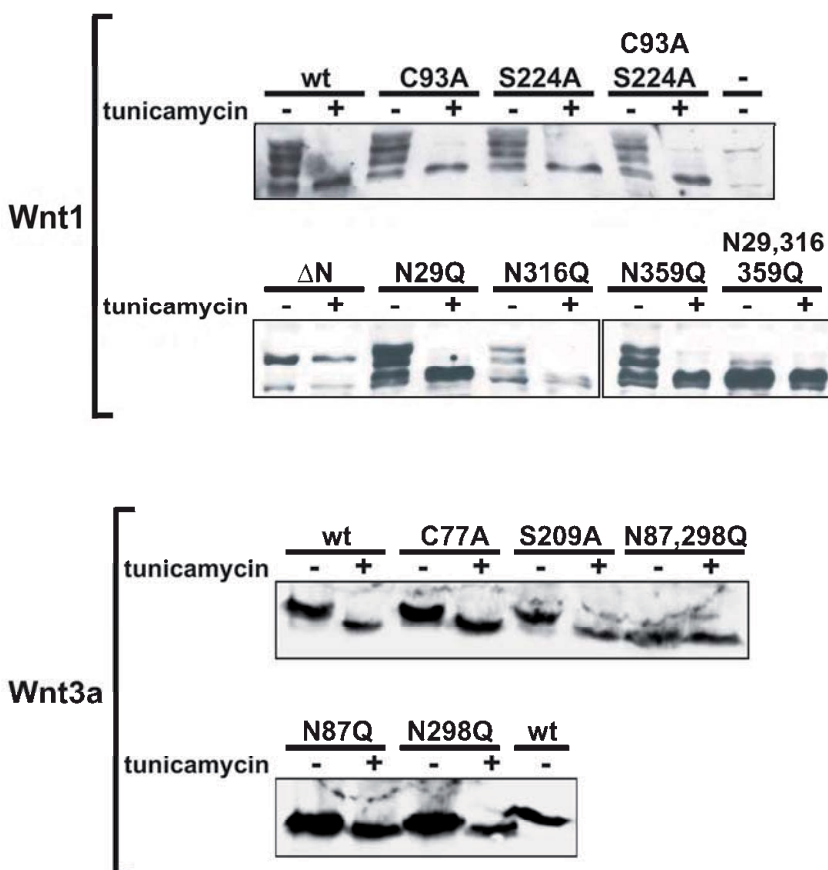 C93A
wt C93A S224A S224A -
tunicamycin - + - + - + - + -
Wnt1
N29,316
ΔN N29Q N316Q N359Q 359Q
tunicamycin - + - + - + - + - +
wt C77A S209A N87,298Q
tunicamycin - + - + - + - +
Wnt3a
N87Q N298Q wt
tunicamycin - + - + -